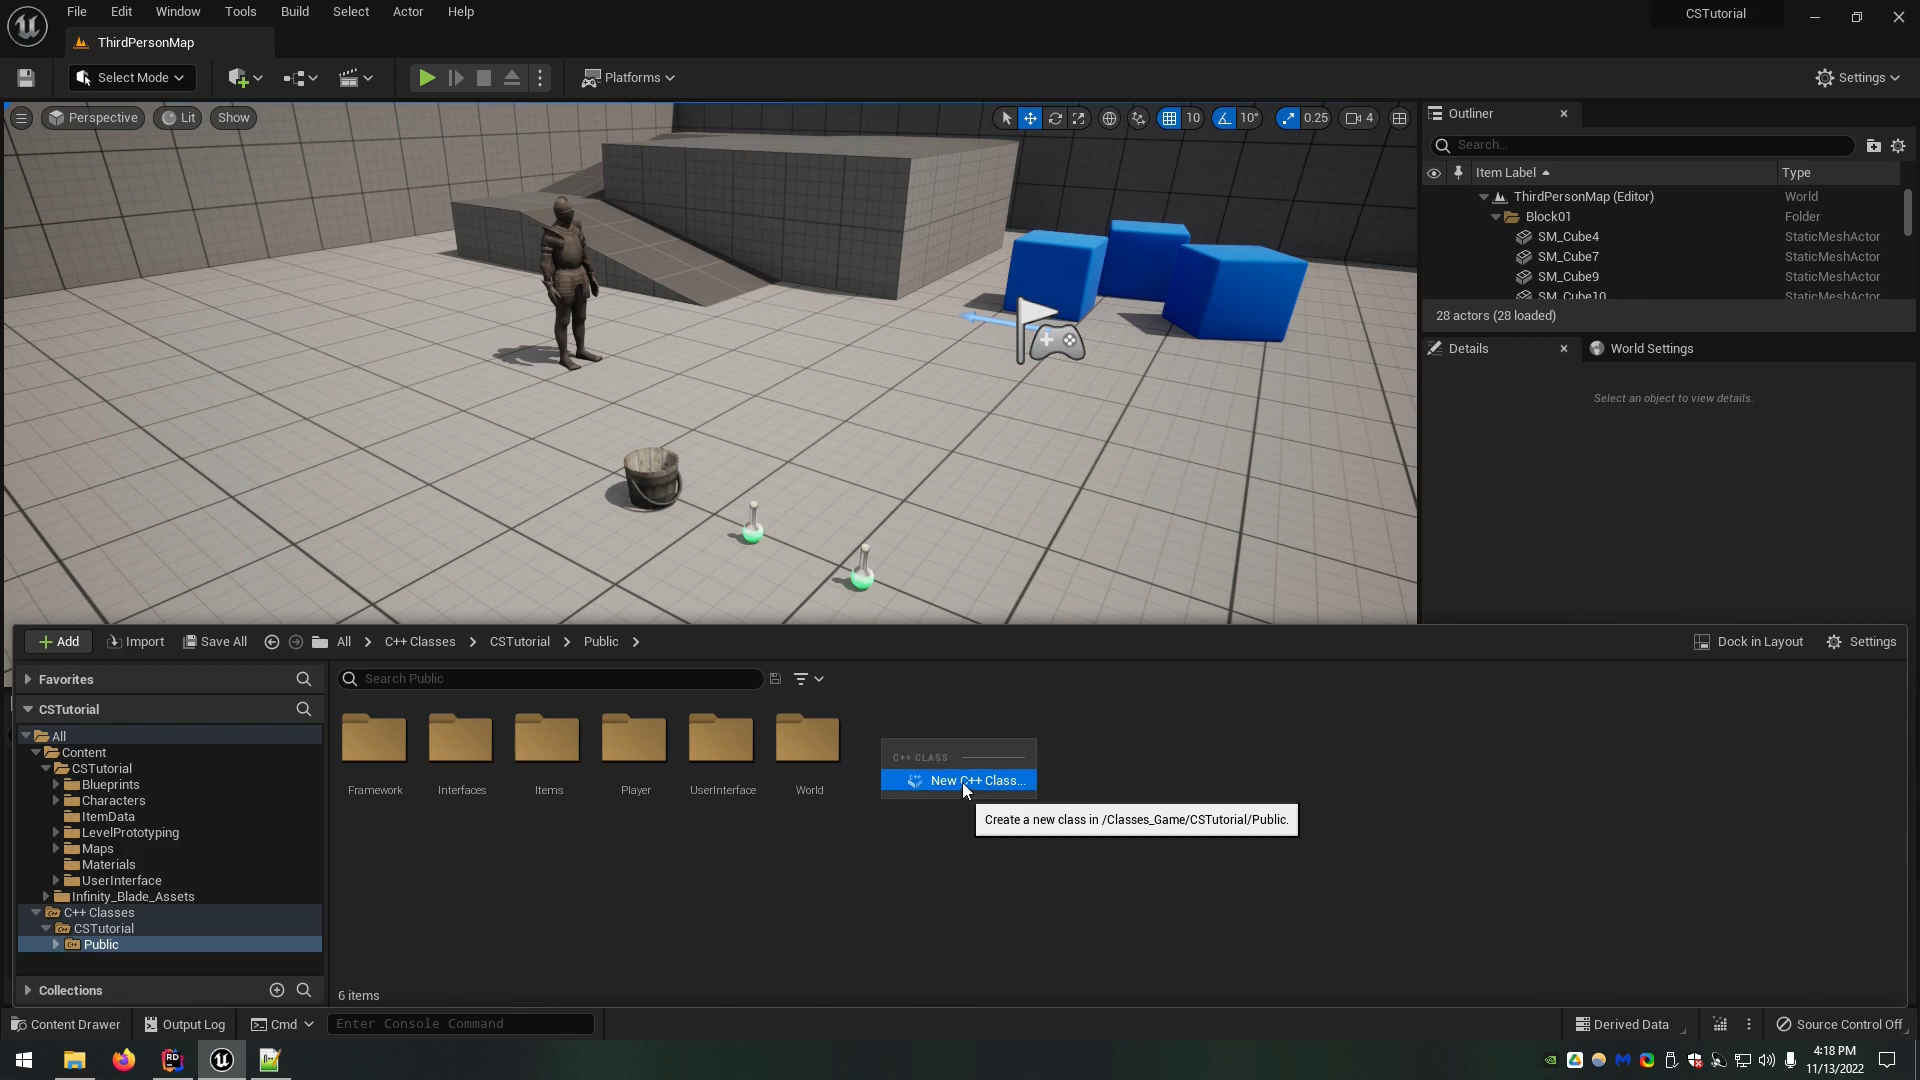 File Edit Window Tools Build Select Actor Help
CSTutorial
ThirdPersonMap
Select Mode
Platforms
Settings
Perspective
Lit
Show
10
10°
0.25
4
Outliner
Search...
Item Label
Type
ThirdPersonMap (Editor) World
Block01 Folder
SM_Cube4 StaticMeshActor
SM_Cube7 StaticMeshActor
SM_Cube9 StaticMeshActor
SM_Cube10 StaticMeshActor
28 actors (28 loaded)
Details
World Settings
Select an object to view details.
Add
Import
Save All
All
C++ Classes
CSTutorial
Public
Dock in Layout
Settings
Favorites
CSTutorial
All
Content
CSTutorial
Blueprints
Characters
ItemData
LevelPrototyping
Maps
Materials
UserInterface
Infinity_Blade_Assets
C++ Classes
CSTutorial
Public
Collections
Search Public
Framework
Interfaces
Items
Player
UserInterface
World
C++ CLASS
New C++ Class...
Create a new class in /Classes_Game/CSTutorial/Public.
6 items
Content Drawer
Output Log
Cmd
Enter Console Command
Derived Data
Source Control Off
RD
4:18 PM
11/13/2022